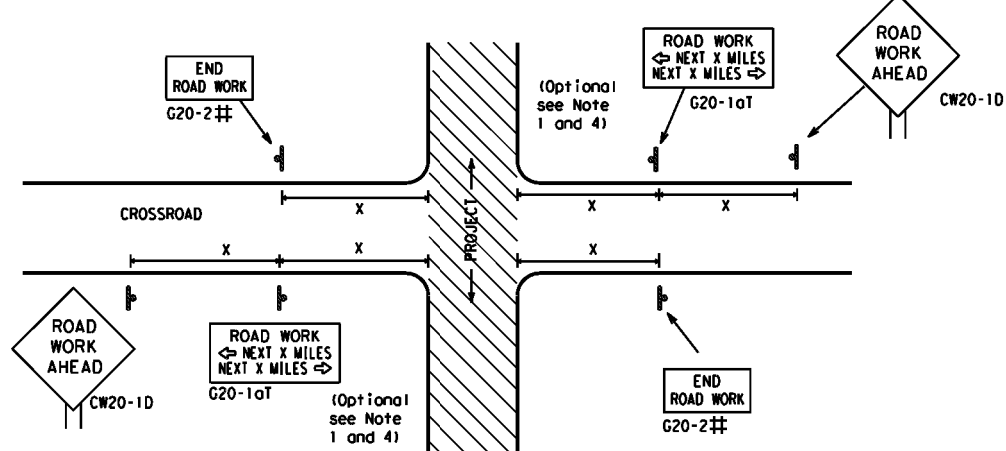 END
ROAD WORK
G20-2#
ROAD WORK
⇦ NEXT X MILES
NEXT X MILES ⇨
G20-1aT
(Optional
see Note
1 and 4)
ROAD
WORK
AHEAD
CW20-1D
X
X
X
CROSSROAD
PROJECT
X
X
X
ROAD
WORK
AHEAD
CW20-1D
ROAD WORK
⇦ NEXT X MILES
NEXT X MILES ⇨
G20-1aT
(Optional
see Note
1 and 4)
END
ROAD WORK
G20-2#